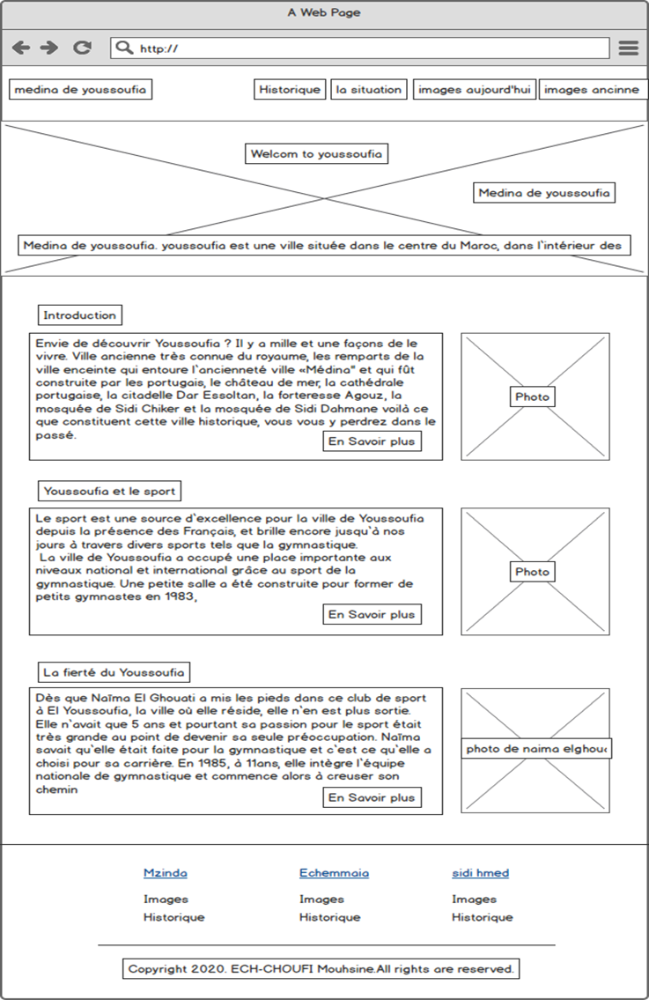 A Web Page
http://
medina de youssoufia
Historique
la situation
images aujourd'hui
images ancinne
Welcom to youssoufia
Medina de youssoufia
Medina de youssoufia. youssoufia est une ville située dans le centre du Maroc, dans l`intérieur des
Introduction
Envie de découvrir Youssoufia ? Il y a mille et une façons de le
vivre. Ville ancienne très connue du royaume, les remparts de la
ville enceinte qui entoure l`ancienneté ville «Médina" et qui fût
construite par les portugais, le château de mer, la cathédrale
portugaise, la citadelle Dar Essoltan, la forteresse Agouz, la
mosquée de Sidi Chiker et la mosquée de Sidi Dahmane voilà ce
que constituent cette ville historique, vous vous y perdrez dans le
passé.
En Savoir plus
Photo
Youssoufia et le sport
Le sport est une source d`excellence pour la ville de Youssoufia
depuis la présence des Français, et brille encore jusqu`à nos
jours à travers divers sports tels que la gymnastique.
La ville de Youssoufia a occupé une place importante aux
niveaux national et international grâce au sport de la
gymnastique. Une petite salle a été construite pour former de
petits gymnastes en 1983,
En Savoir plus
Photo
La fierté du Youssoufia
Dès que Naïma El Ghouati a mis les pieds dans ce club de sport
à El Youssoufia, la ville où elle réside, elle n`en est plus sortie.
Elle n`avait que 5 ans et pourtant sa passion pour le sport était
très grande au point de devenir sa seule préoccupation. Naïma
savait qu`elle était faite pour la gymnastique et c`est ce qu`elle a
choisi pour sa carrière. En 1985, à 11ans, elle intègre l`équipe
nationale de gymnastique et commence alors à creuser son
chemin
En Savoir plus
photo de naima
Mzinda
Echemmaia
sidi hmed
Images
Images
Images
Historique
Historique
Historique
Copyright 2020. ECH-CHOUFI Mouhsine.All rights are reserved.